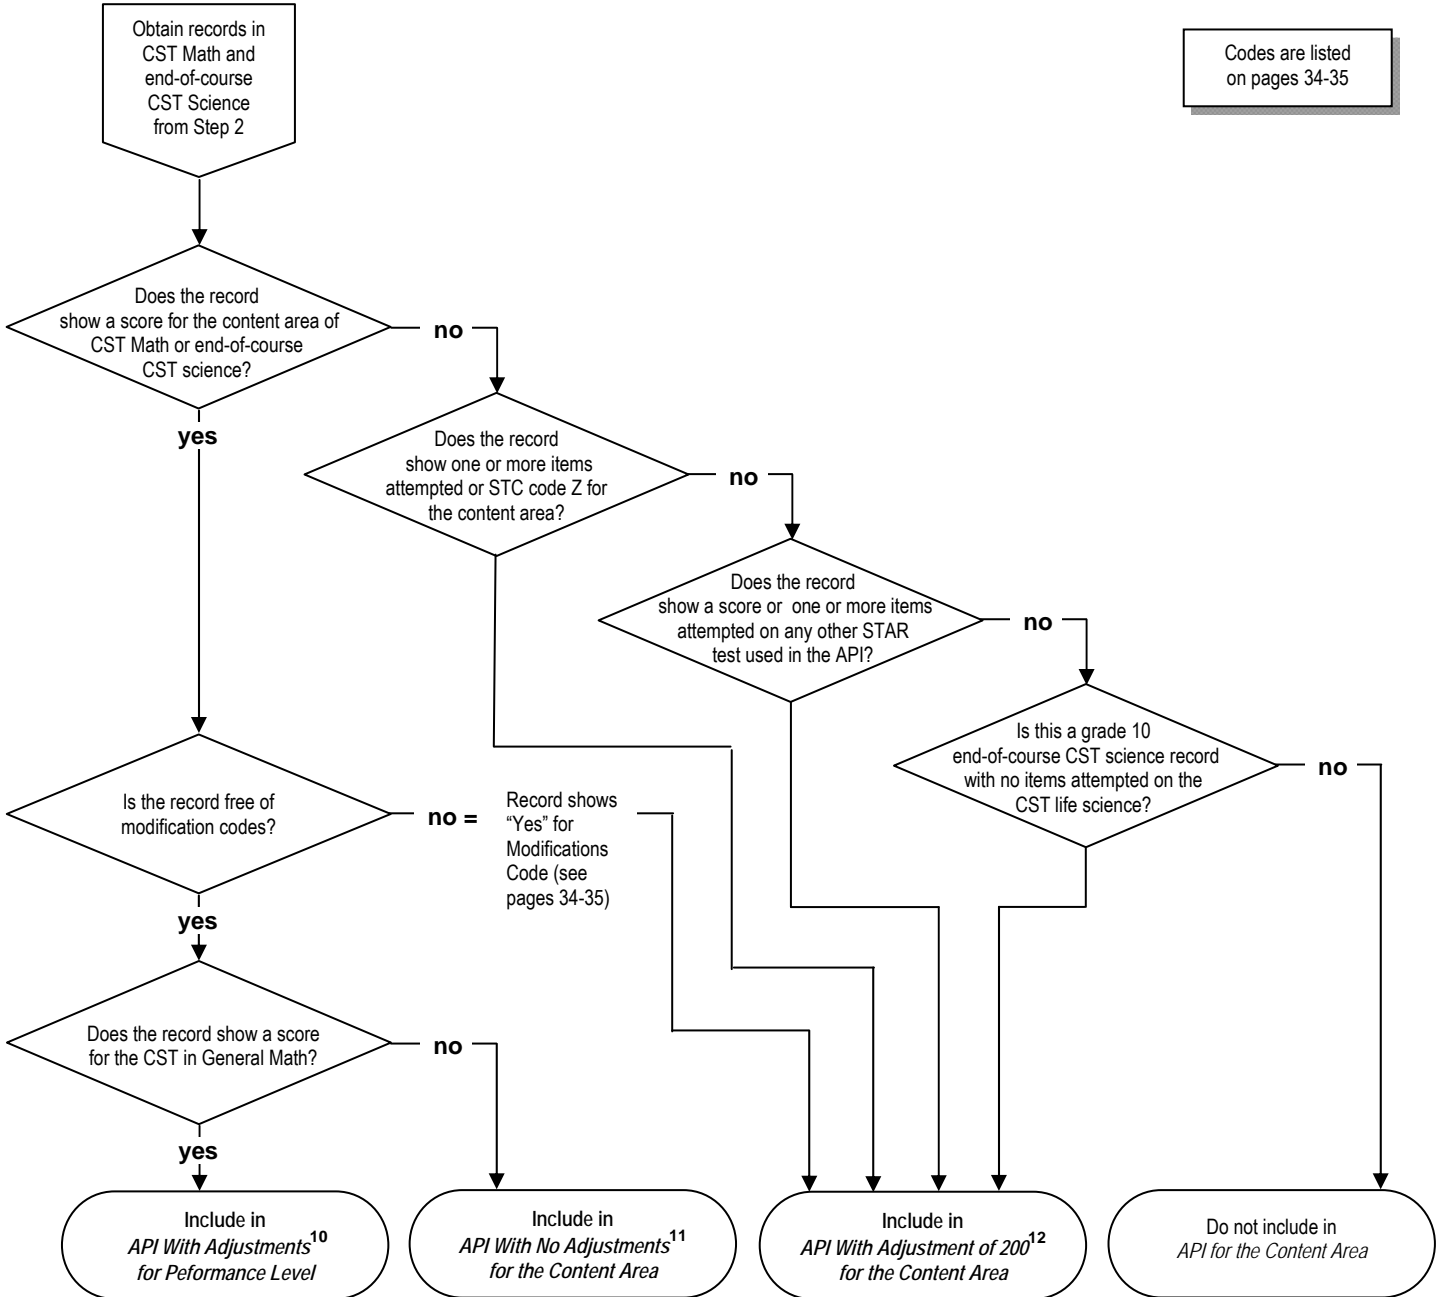 Obtain records in
CST Math and
end-of-course
CST Science
from Step 2
Codes are listed
on pages 34-35
Does the record
show a score for the content area of
CST Math or end-of-course
CST science?
no
yes
Does the record
show one or more items
attempted or STC code Z for
the content area?
no
Does the record
show a score or one or more items
attempted on any other STAR
test used in the API?
no
Is this a grade 10
end-of-course CST science record
with no items attempted on the
CST life science?
no
Is the record free of
modification codes?
no =
Record shows
“Yes” for
Modifications
Code (see
pages 34-35)
yes
Does the record show a score
for the CST in General Math?
no
yes
Include in
API With Adjustments10
for Peformance Level
Include in
API With No Adjustments11
for the Content Area
Include in
API With Adjustment of 20012
for the Content Area
Do not include in
API for the Content Area